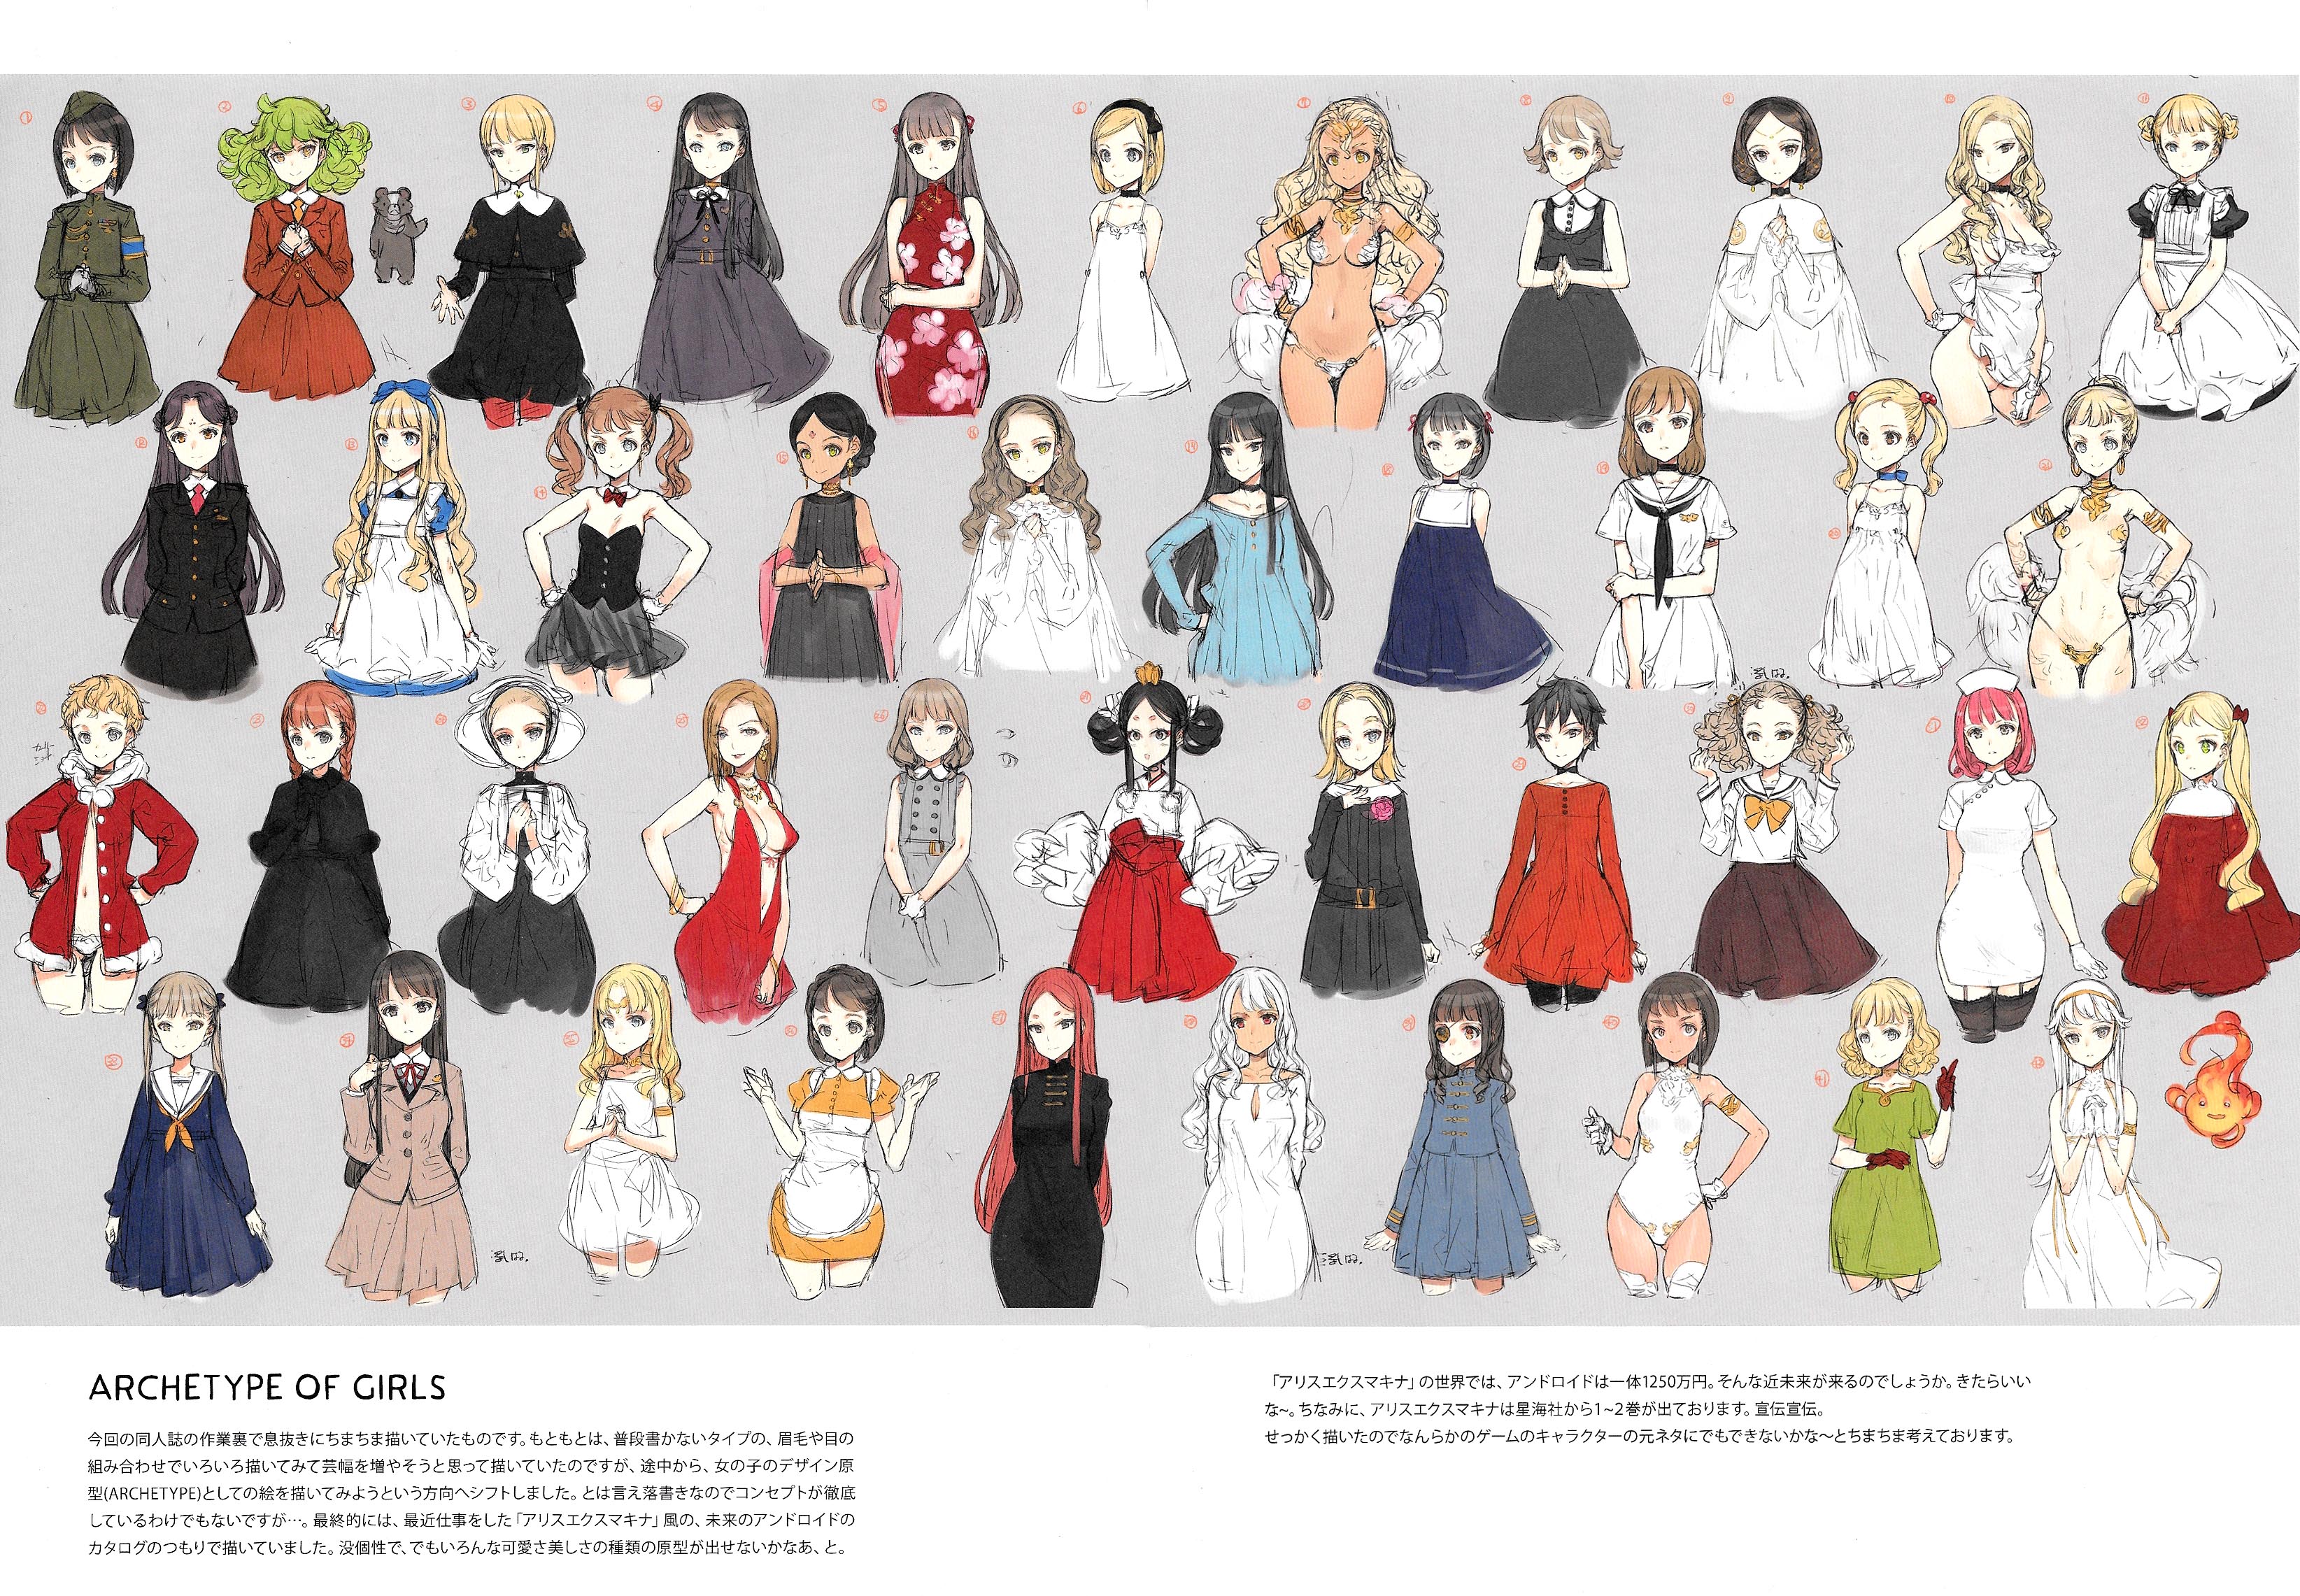 ARCHETYPE OF GIRLS
今回の同人誌の作業裏で息抜きにちまちま描いていたものです。もともとは、普段書かないタイプの、眉毛や目の
組み合わせでいろいろ描いてみて芸幅を増やそうと思って描いていたのですが、途中から、女の子のデザイン原
型(ARCHETYPE)としての絵を描いてみようという方向へシフトしました。とは言え落書きなのでコンセプトが徹底
しているわけでもないですが…。最終的には、最近仕事をした「アリスエクスマキナ」風の、未来のアンドロイドの
カタログのつもりで描いていました。没個性で、でもいろんな可愛さ美しさの種類の原型が出せないかなあ、と。
「アリスエクスマキナ」の世界では、アンドロイドは一体1250万円。そんな近未来が来るのでしょうか。きたらいい
な~。ちなみに、アリスエクスマキナは星海社から1~2巻が出ております。宣伝宣伝。
せっかく描いたのでなんらかのゲームのキャラクターの元ネタにでもできないかな～とちまちま考えております。